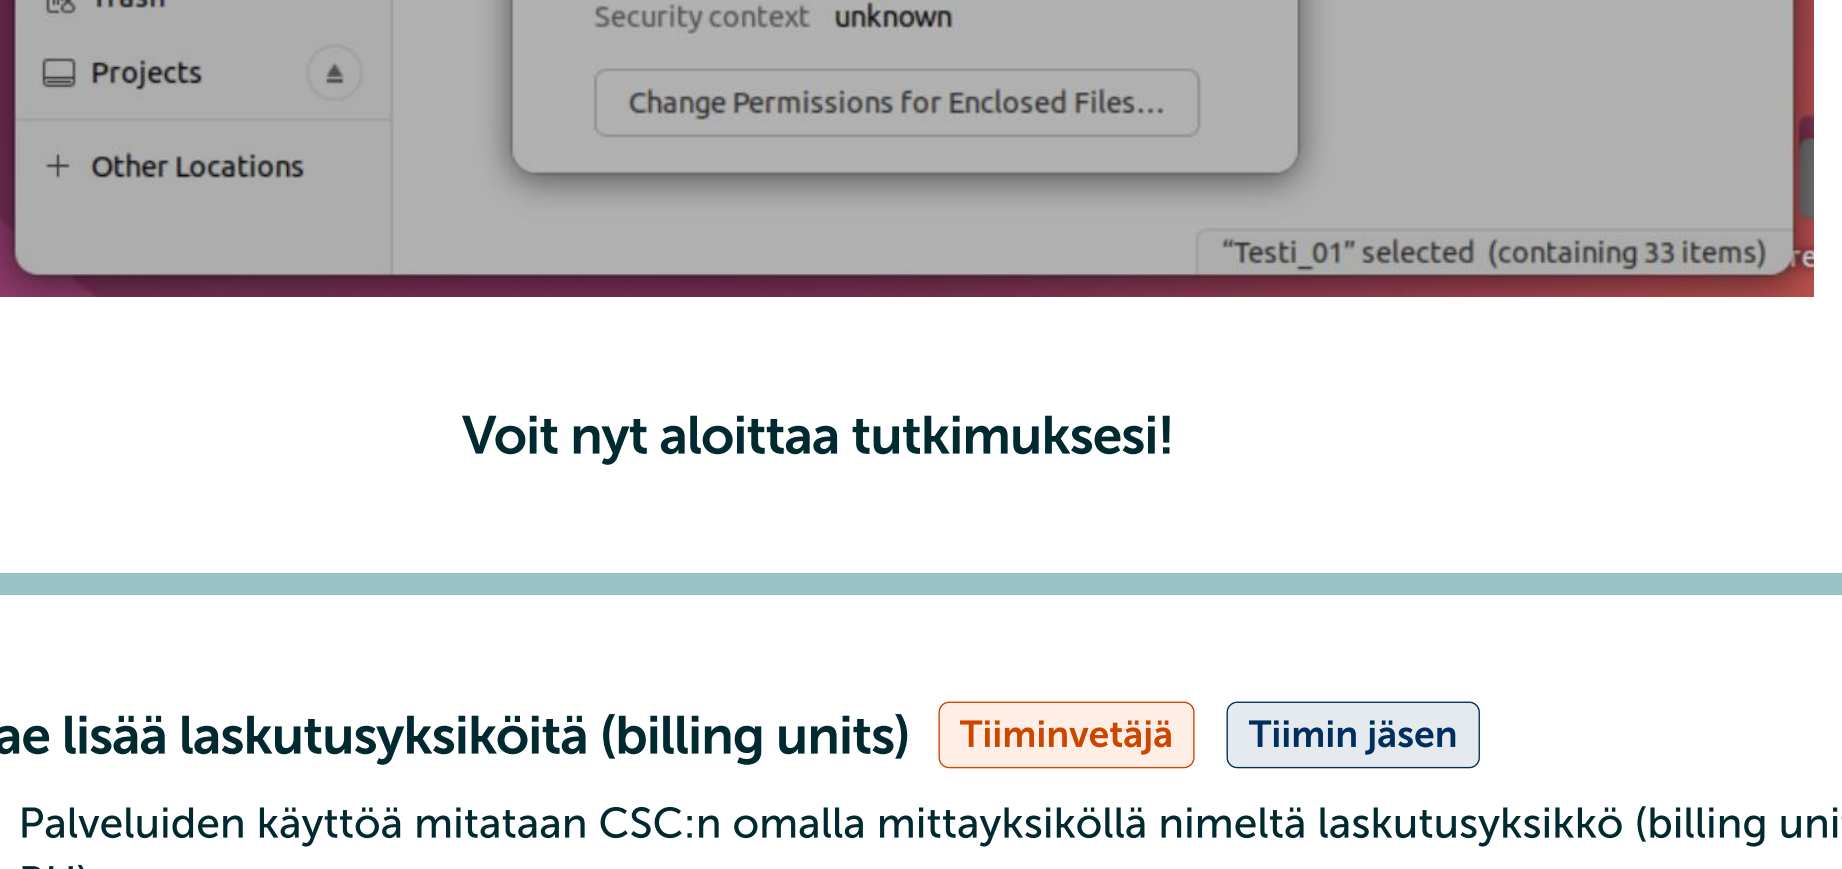 Trash
Security context unknown
Projects
Change Permissions for Enclosed Files...
+ Other Locations
“Testi_01” selected (containing 33 items)
re
Voit nyt aloittaa tutkimuksesi!
ae lisää laskutusyksiköitä (billing units) Tiiminvetäjä Tiimin jäsen
Palveluiden käyttöä mitataan CSC:n omalla mittayksiköllä nimeltä laskutusyksikkö (billing uni